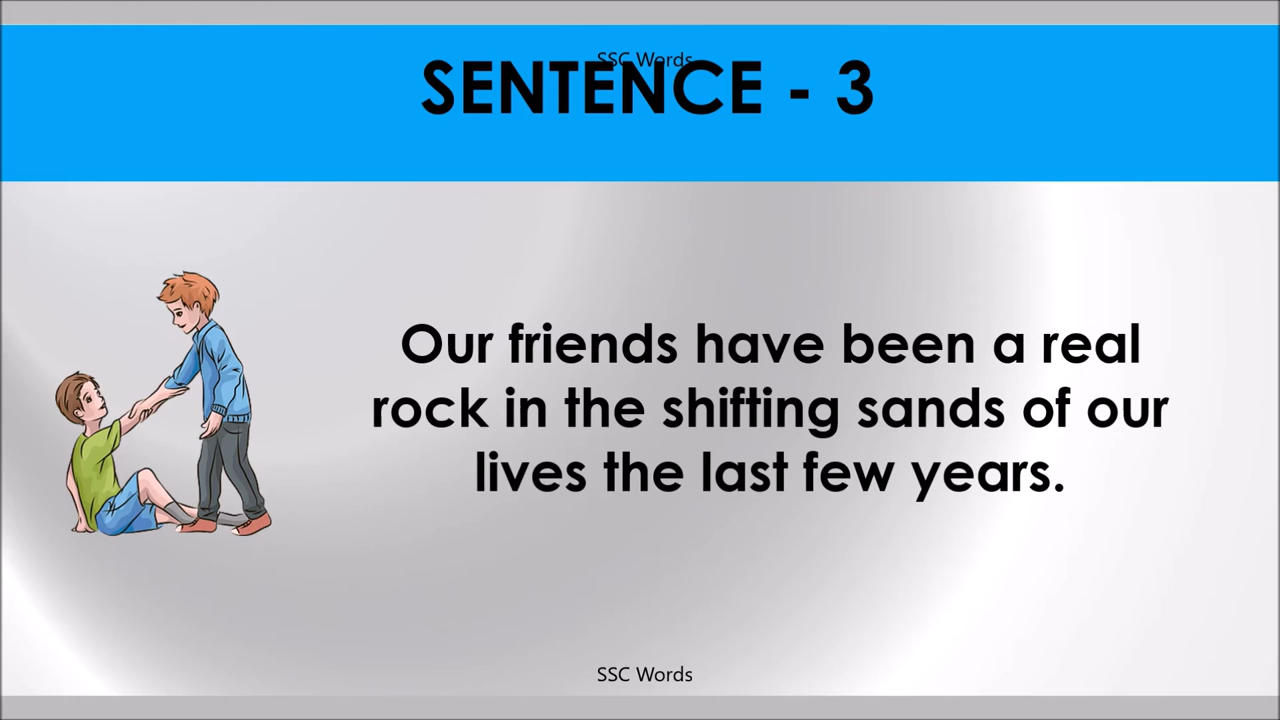 SSC Words
SENTENCE - 3
Our friends have been a real
rock in the shifting sands of our
lives the last few years.
SSC Words